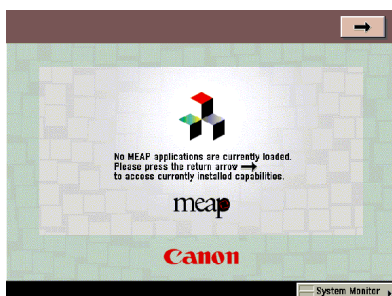 No MEAP applications are currently loaded.
Please press the return arrow ➞
to access currently installed capabilities.
meap
Canon
System Monitor